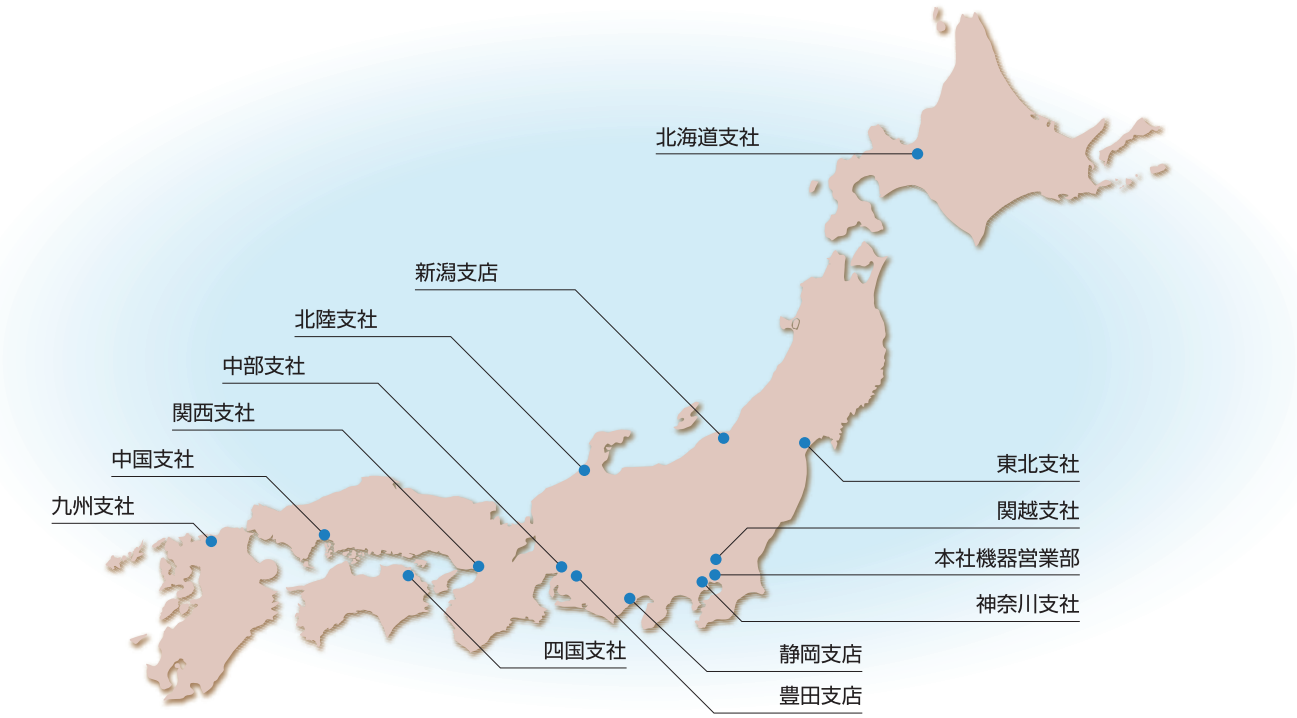 北海道支社
新潟支店
北陸支社
中部支社
関西支社
中国支社
九州支社
東北支社
関越支社
本社機器営業部
神奈川支社
四国支社
静岡支店
豊田支店